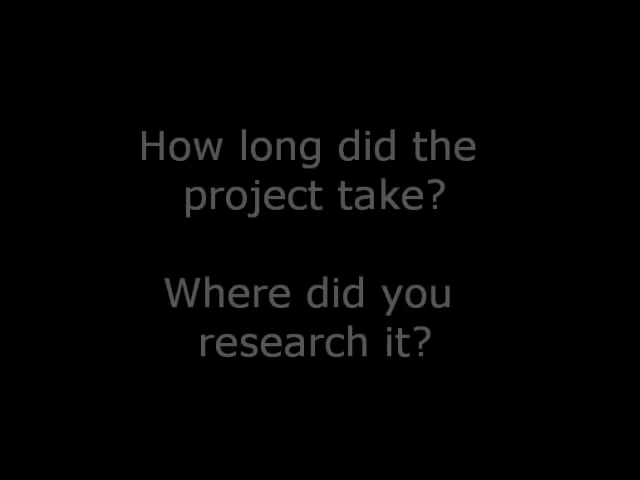 How long did the
project take?
Where did you
research it?